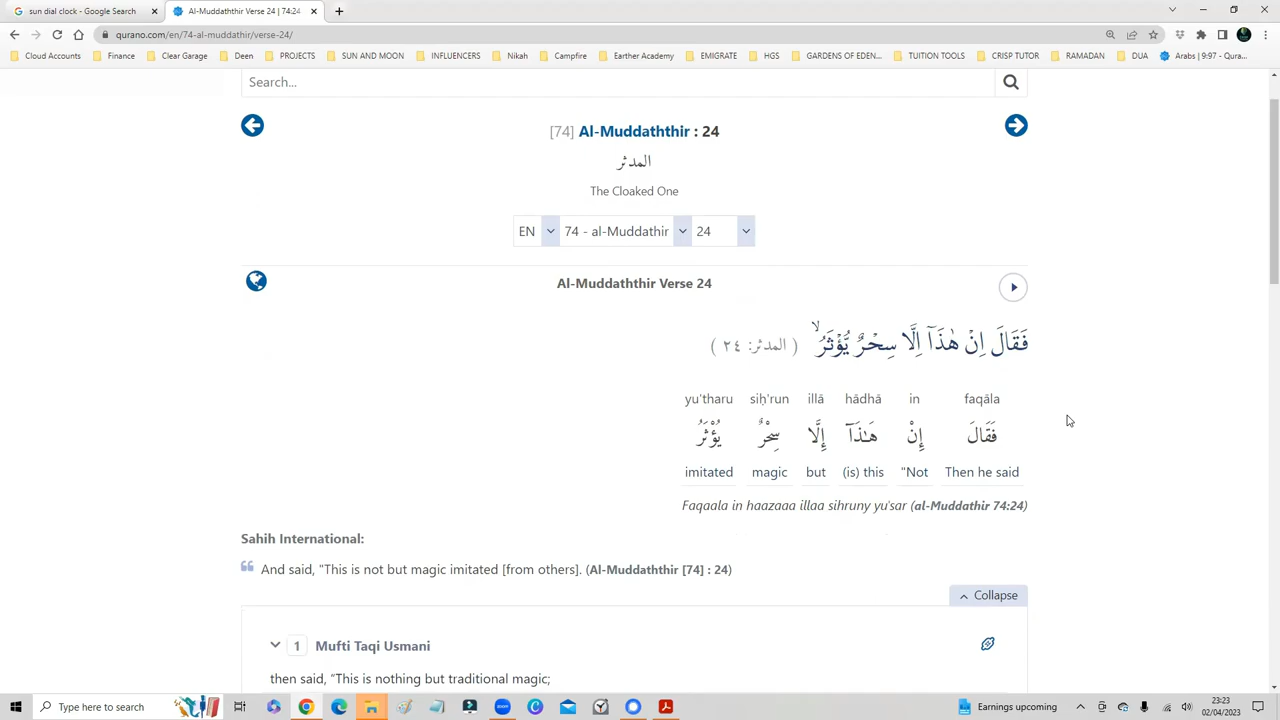 sun dial clock - Google Search
Al-Muddaththir Verse 24 | 74:24
qurano.com/en/74-al-muddathir/verse-24/
Cloud Accounts Finance Clear Garage Deen PROJECTS SUN AND MOON INFLUENCERS Nikah Campfire Earther Academy EMIGRATE HGS GARDENS OF EDEN... TUITION TOOLS CRISP TUTOR RAMADAN DUA Arabs | 9:97 - Qura...
Search...
[74] Al-Muddaththir : 24
المدثر
The Cloaked One
EN 74 - al-Muddathir 24
Al-Muddaththir Verse 24
فَقَالَ اِنْ هٰذَآ اِلَّا سِحْرٌ يُّؤْثَرُۙ ( المدثر: ٢٤ )
yu'tharu siḥ'run illā hādhā in faqāla
فَقَالَ إِنْ هَـٰذَآ إِلَّا سِحْرٌ يُؤْثَرُ
imitated magic but (is) this "Not Then he said
Faqaala in haazaaa illaa sihruny yu'sar (al-Muddathir 74:24)
Sahih International:
And said, "This is not but magic imitated [from others]. (Al-Muddaththir [74] : 24)
Collapse
1 Mufti Taqi Usmani
then said, “This is nothing but traditional magic;
Type here to search
Earnings upcoming
23:23
02/04/2023